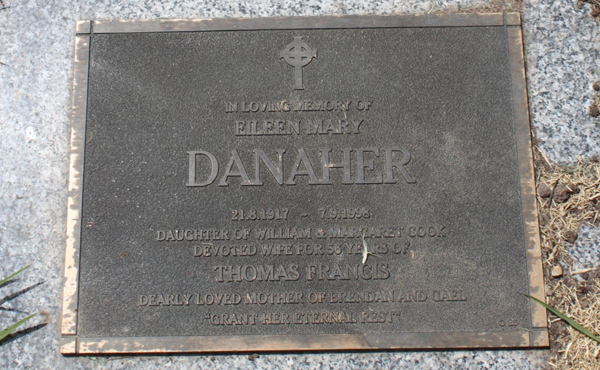 IN LOVING MEMORY OF
EILEEN MARY
DANAHER
21.8.1917 ~ 7.9.1998
DAUGHTER OF WILLIAM & MARGARET COOK
DEVOTED WIFE FOR 58 YEARS OF
THOMAS FRANCIS
DEARLY LOVED MOTHER OF BRENDAN AND GAEL
"GRANT HER ETERNAL REST"